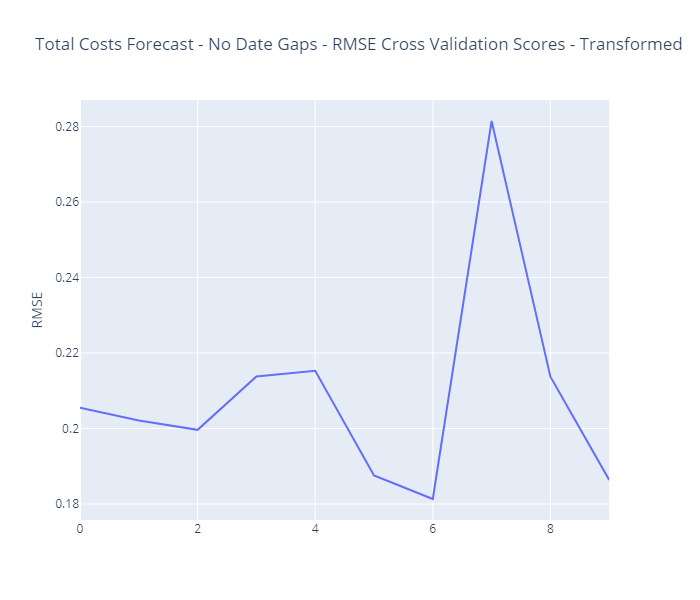 Total Costs Forecast - No Date Gaps - RMSE Cross Validation Scores - Transformed
0.28
0.26
0.24
0.22
0.2
0.18
RMSE
0 2 4 6 8